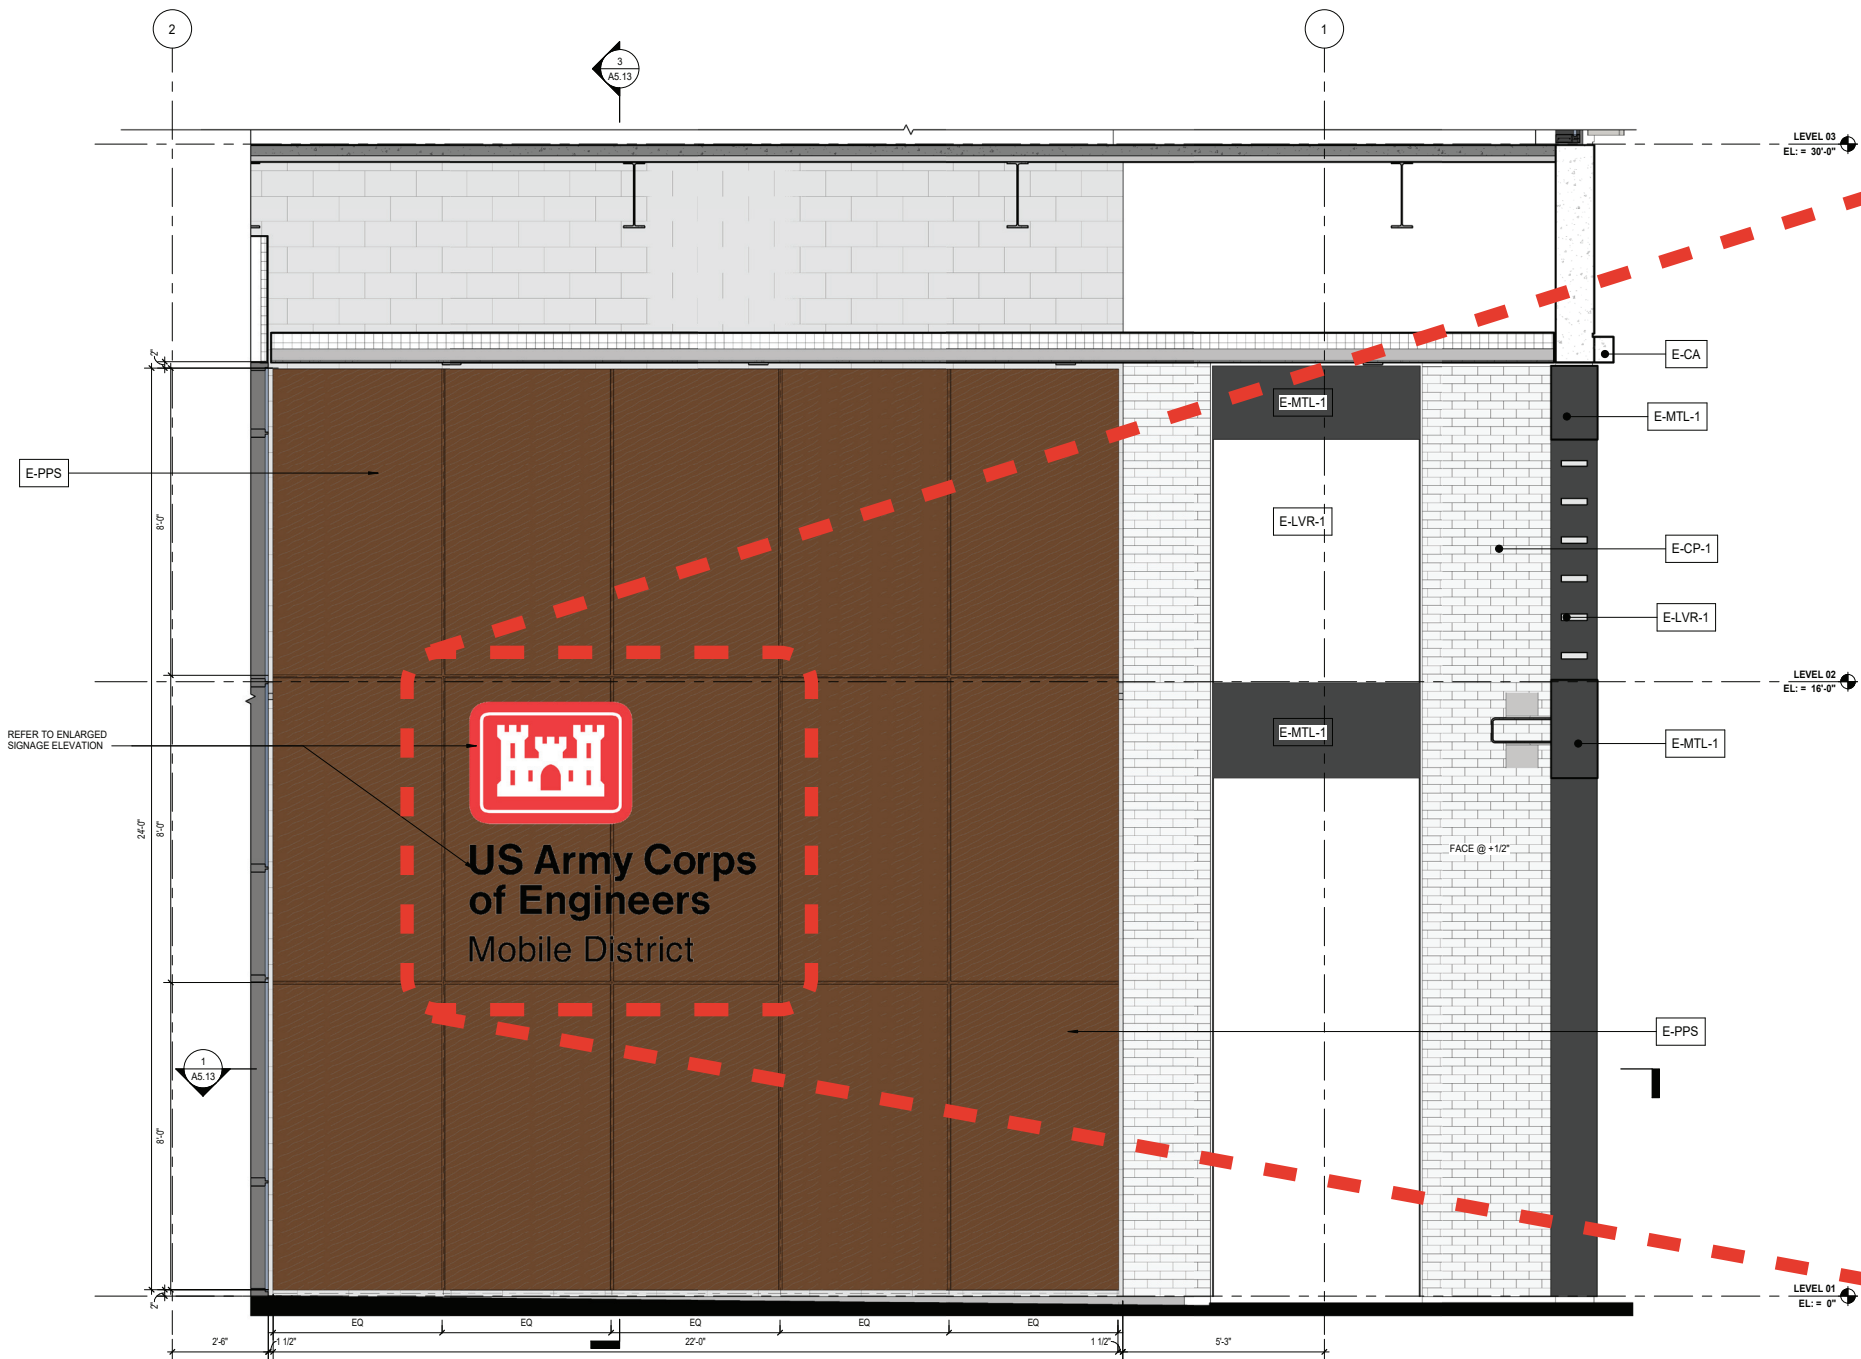 2
1
3
A5.13
LEVEL 03
EL: = 30'-0"
2"
E-CA
E-MTL-1
E-MTL-1
E-PPS
8'-0"
E-LVR-1
E-CP-1
E-LVR-1
LEVEL 02
EL: = 16'-0"
REFER TO ENLARGED
SIGNAGE ELEVATION
E-MTL-1
E-MTL-1
24'-0"
8'-0"
US Army Corps
of Engineers
Mobile District
FACE @ +1/2"
E-PPS
1
A5.13
8'-0"
LEVEL 01
EL: = 0"
2"
EQ
EQ
EQ
EQ
EQ
2'-6"
1 1/2"
22'-0"
1 1/2"
5'-3"